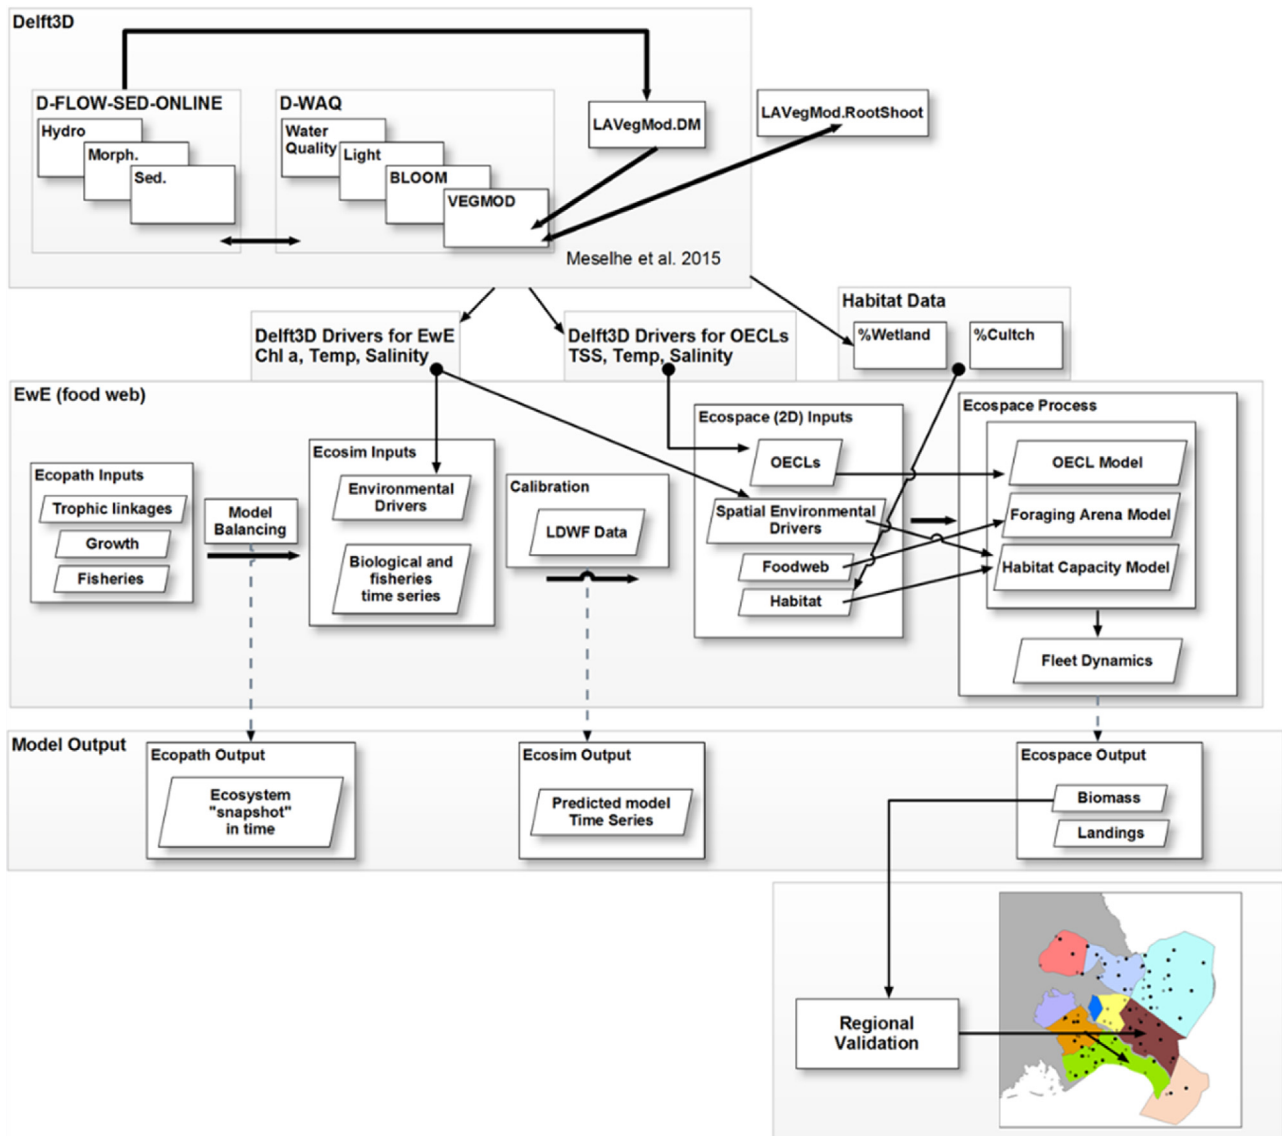 Delft3D
D-FLOW-SED-ONLINE
Hydro
Morph.
Sed.
D-WAQ
Water
Quality
Light
BLOOM
VEGMOD
LAVegMod.DM
LAVegMod.RootShoot
Meselhe et al. 2015
Delft3D Drivers for EwE
Chl a, Temp, Salinity
Delft3D Drivers for OECLs
TSS, Temp, Salinity
Habitat Data
%Wetland
%Cultch
EwE (food web)
Ecopath Inputs
Trophic linkages
Growth
Fisheries
Model
Balancing
Ecosim Inputs
Environmental
Drivers
Biological and
fisheries
time series
Calibration
LDWF Data
Ecospace (2D) Inputs
OECLs
Spatial Environmental
Drivers
Foodweb
Habitat
Ecospace Process
OECL Model
Foraging Arena Model
Habitat Capacity Model
Fleet Dynamics
Model Output
Ecopath Output
Ecosystem
"snapshot"
in time
Ecosim Output
Predicted model
Time Series
Ecospace Output
Biomass
Landings
Regional
Validation